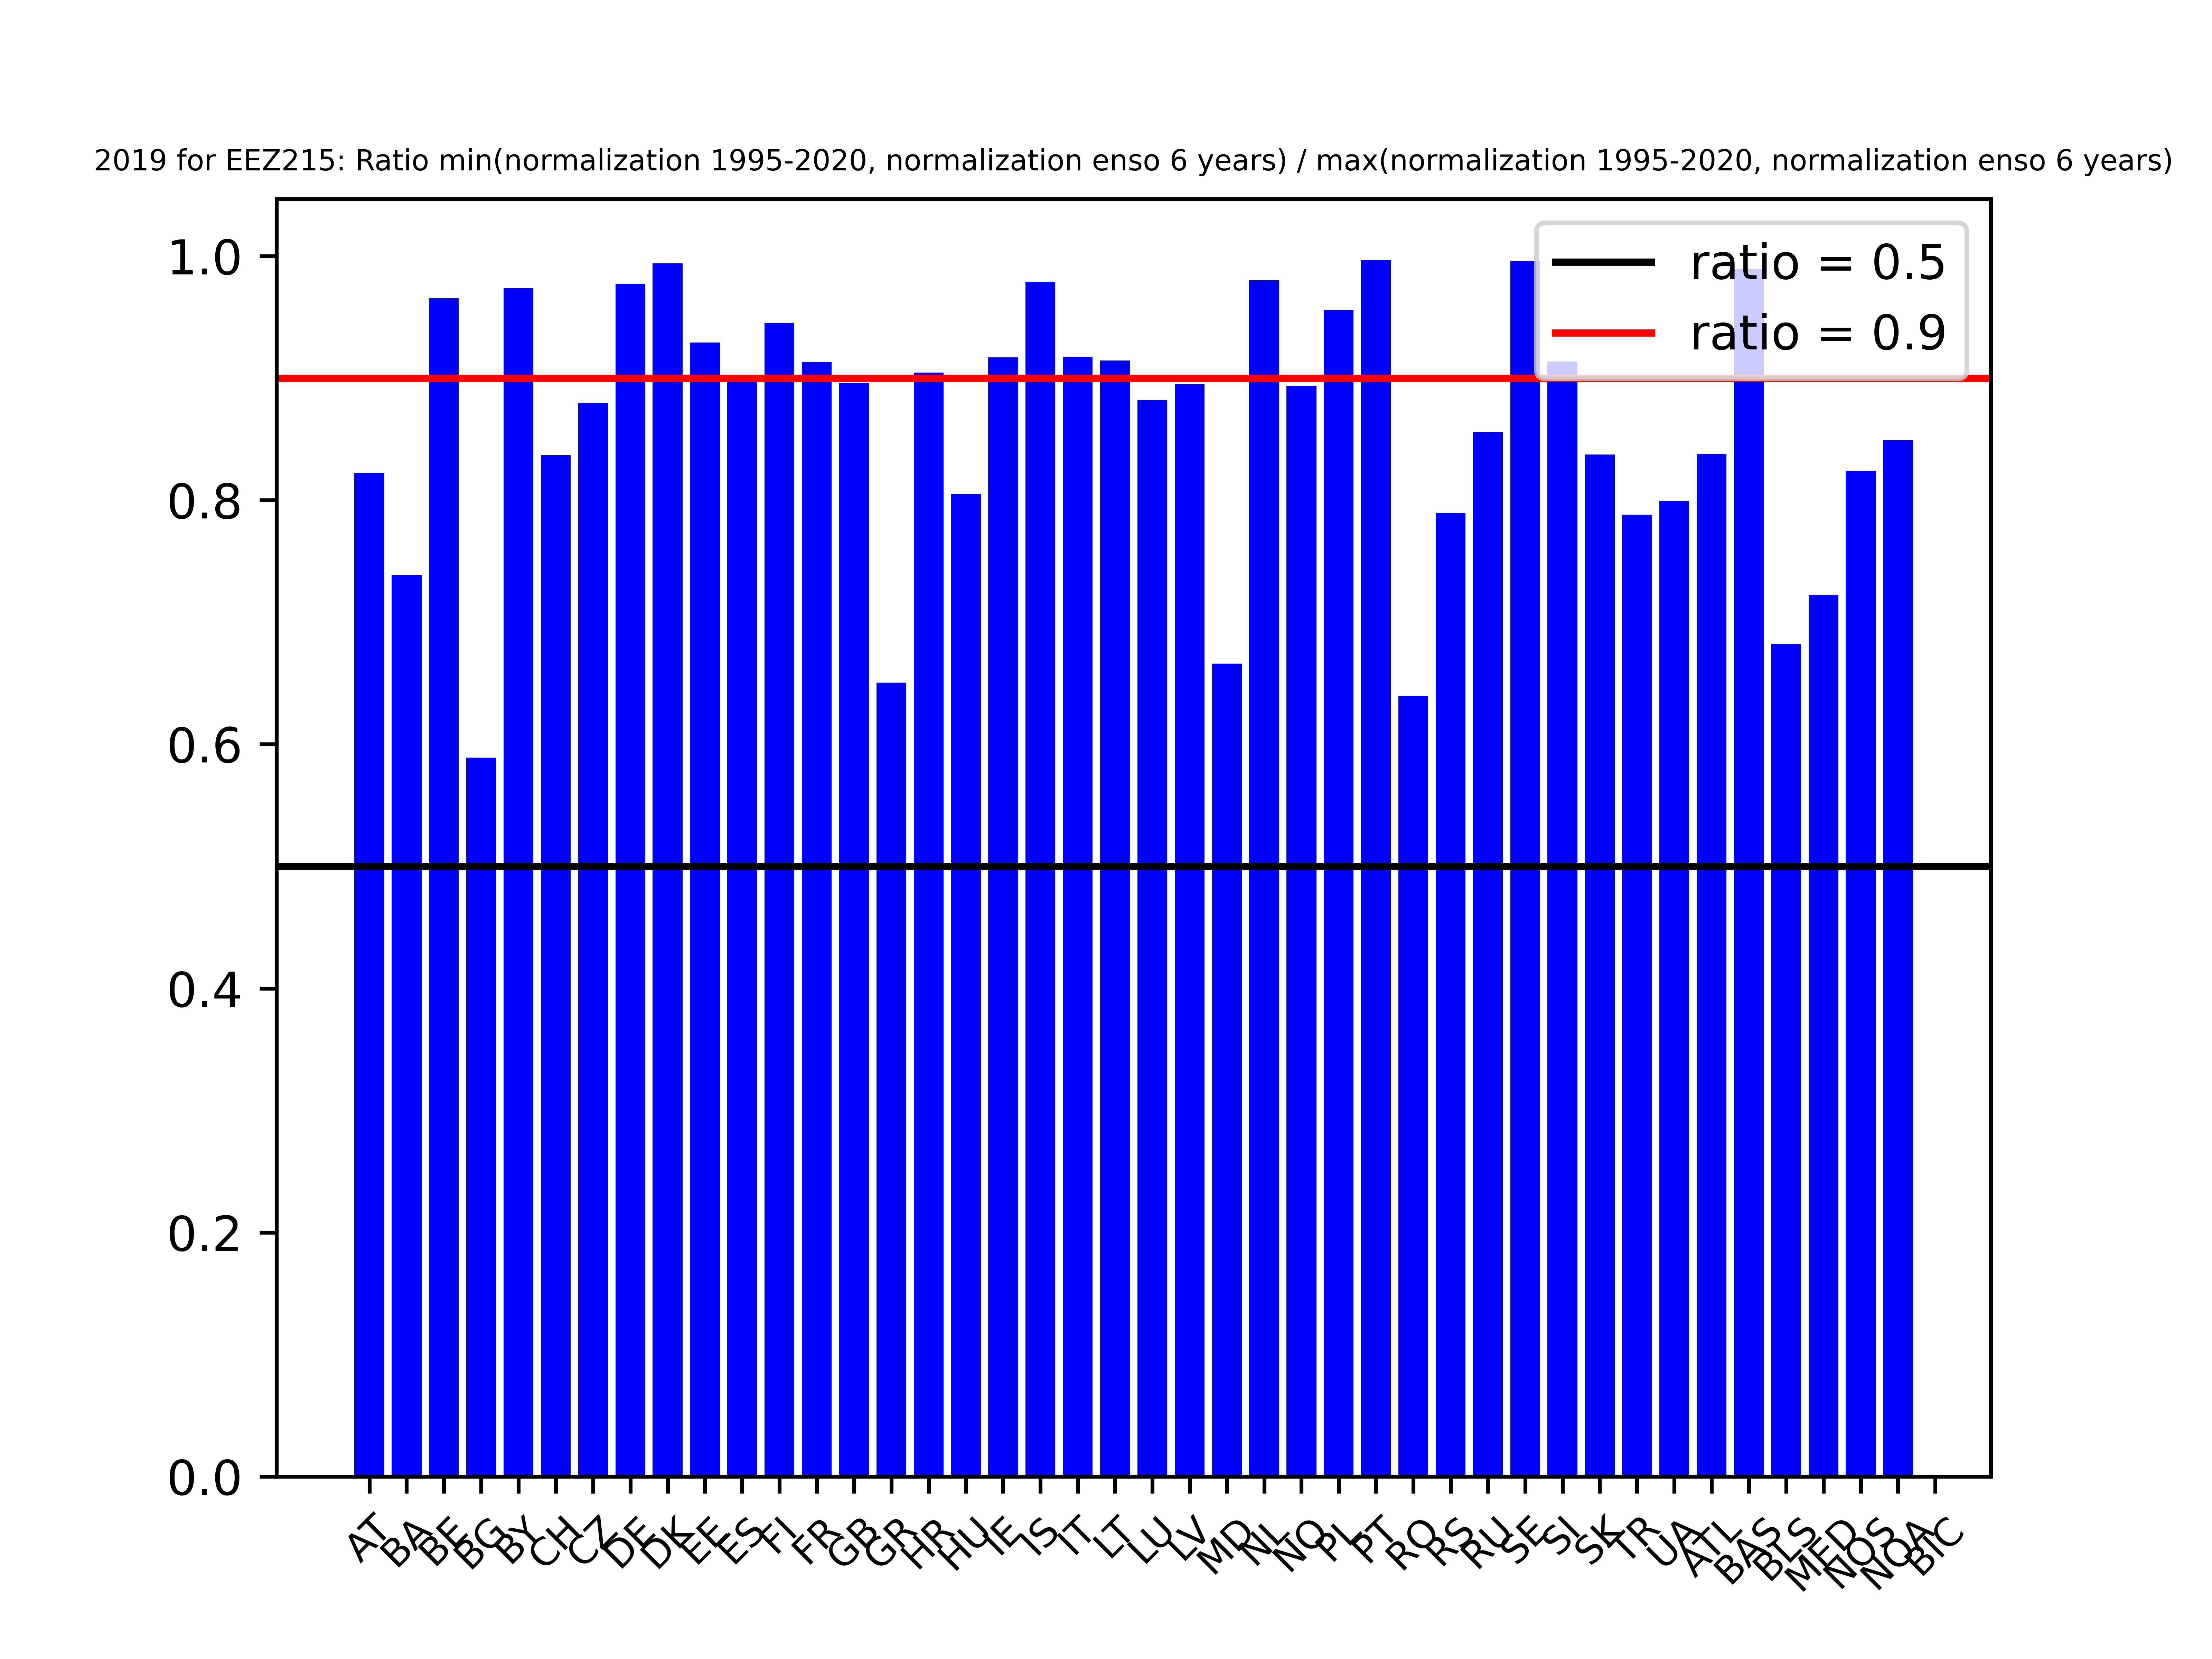 2019 for EEZ215: Ratio min(normalization 1995-2020, normalization enso 6 years) / max(normalization 1995-2020, normalization enso 6 years)
ratio = 0.5
ratio = 0.9
1.0
0.8
0.6
0.4
0.2
0.0
AT
BA
BE
BG
BY
CH
CZ
DE
DK
EE
ES
FI
FR
GB
GR
HR
HU
IE
IS
IT
LT
LU
LV
MD
NL
NO
PL
PT
RO
RS
RU
SE
SI
SK
TR
UA
ATL
BAS
BLS
MED
NOS
NOA
BIC